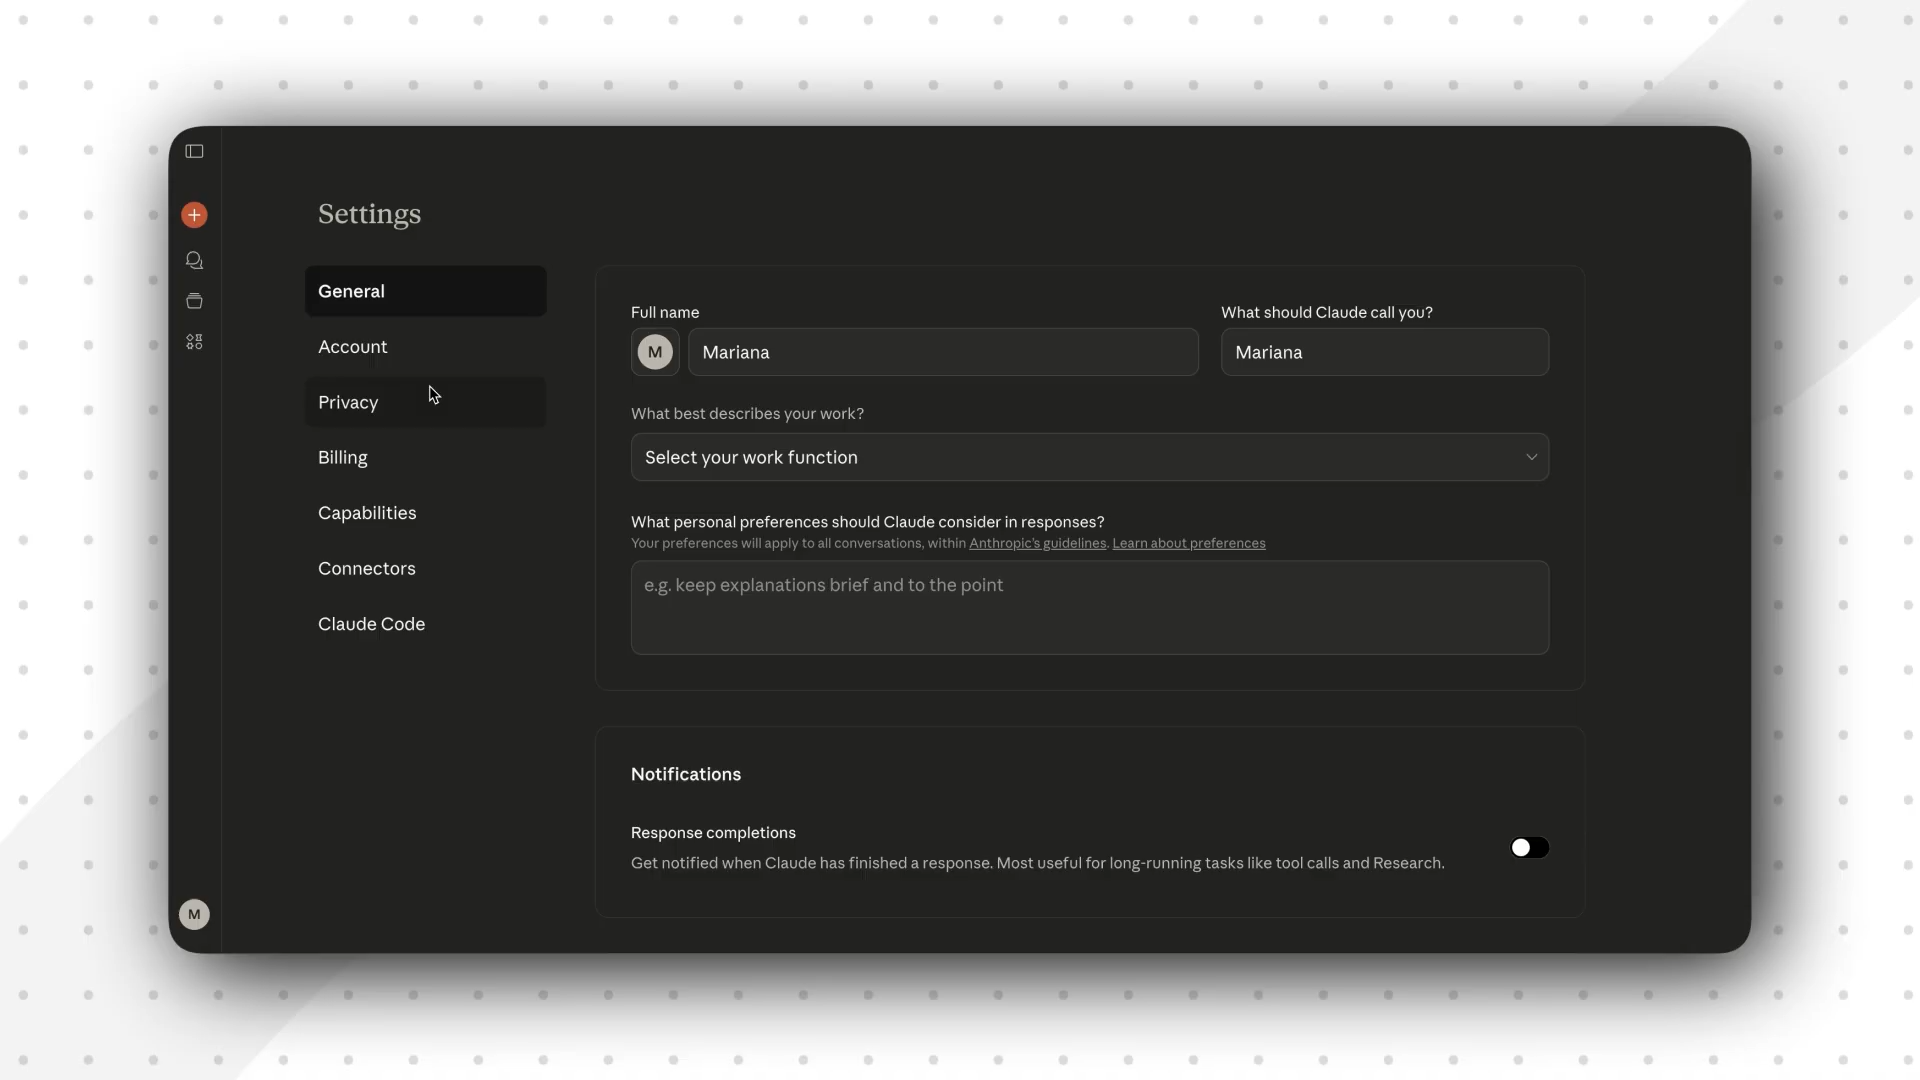 Settings
General
Account
Privacy
Billing
Capabilities
Connectors
Claude Code
Full name
M
Mariana
What should Claude call you?
Mariana
What best describes your work?
Select your work function
What personal preferences should Claude consider in responses?
Your preferences will apply to all conversations, within Anthropic's guidelines. Learn about preferences
e.g. keep explanations brief and to the point
Notifications
Response completions
Get notified when Claude has finished a response. Most useful for long-running tasks like tool calls and Research.
M